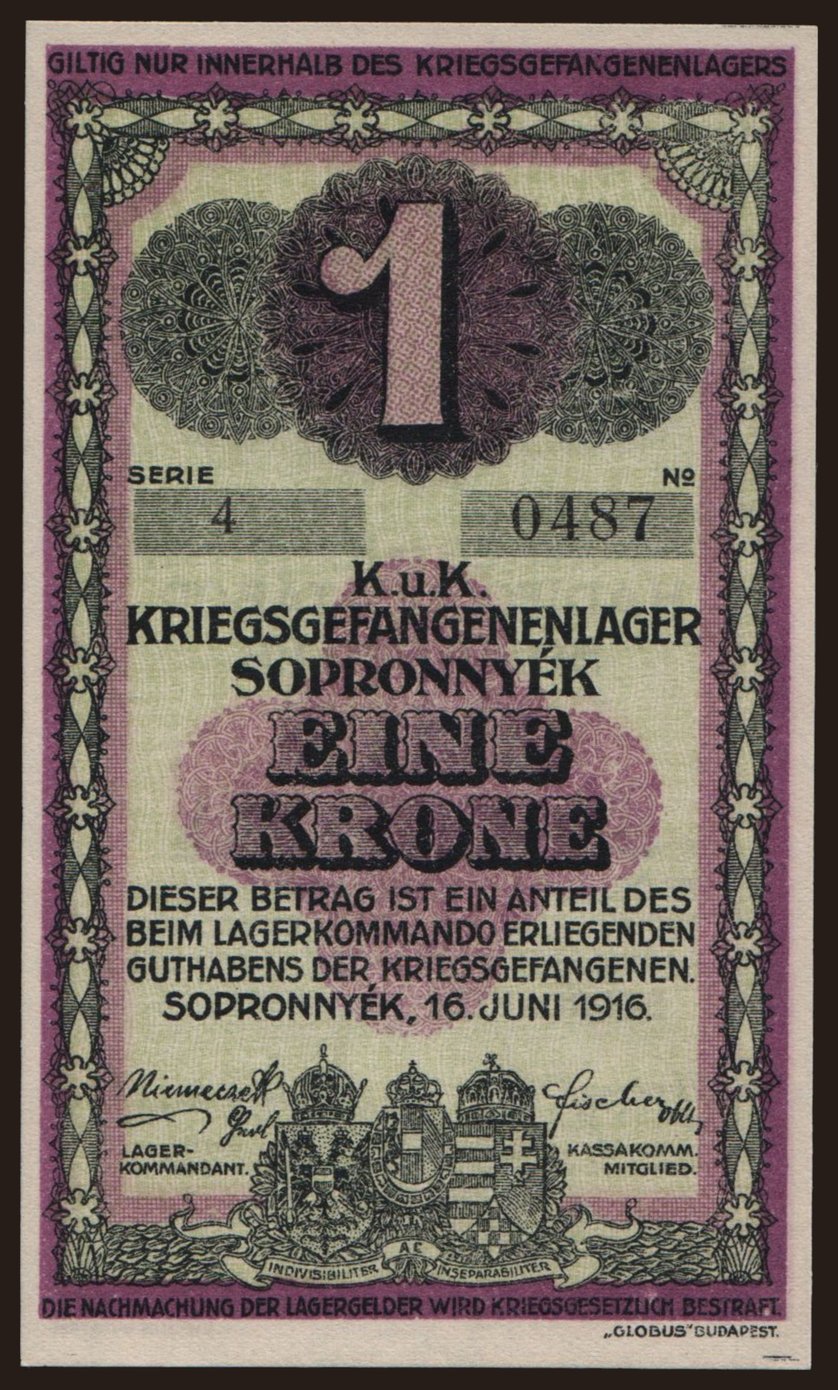 GILTIG NUR INNERHALB DES KRIEGSGEFANGENENLAGERS
1
SERIE No
4 0487
K.u.K.
KRIEGSGEFANGENENLAGER
SOPRONNYÉK
EINE
KRONE
DIESER BETRAG IST EIN ANTEIL DES
BEIM LAGERKOMMANDO ERLIEGENDEN
GUTHABENS DER KRIEGSGEFANGENEN.
SOPRONNYÉK, 16. JUNI 1916.
Fischer
LAGER-
KOMMANDANT.
KASSAKOMM.
MITGLIED.
INDIVISIBILITER AC INSEPARABILITER
DIE NACHMACHUNG DER LAGERGELDER WIRD KRIEGSGESETZLICH BESTRAFT.
„GLOBUS" BUDAPEST.